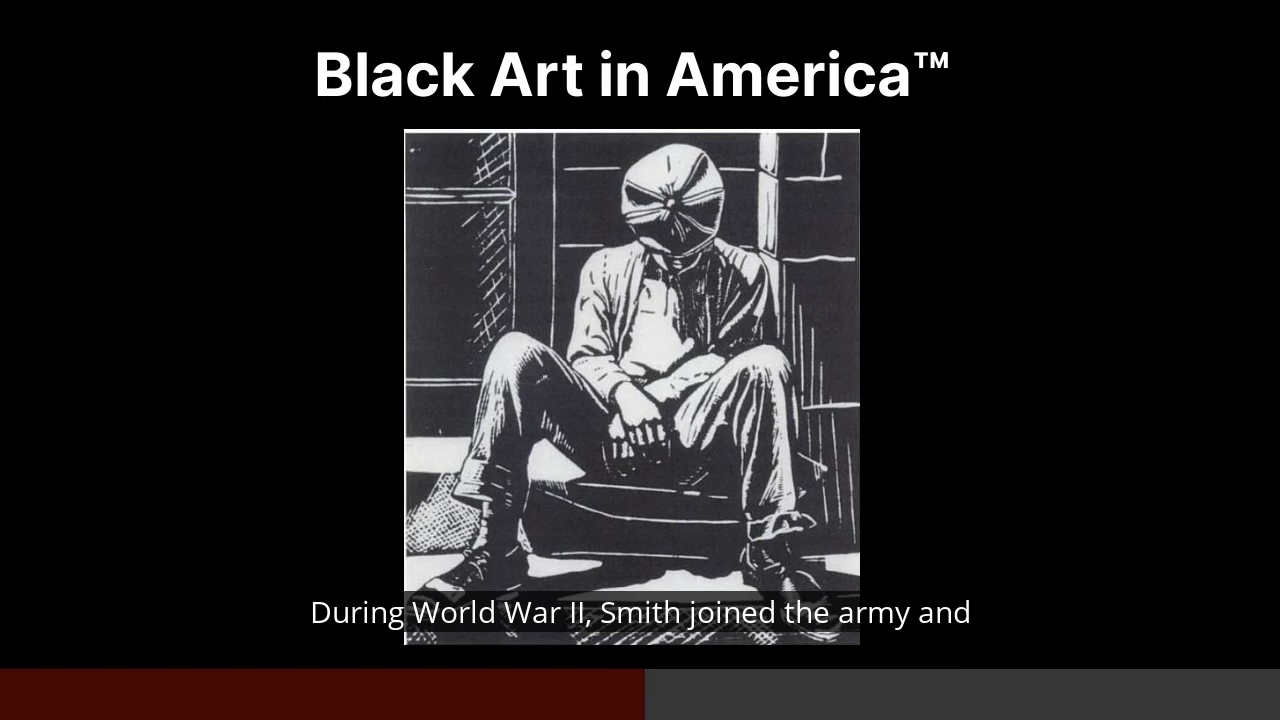 Black Art in America™
During World War II, Smith joined the army and